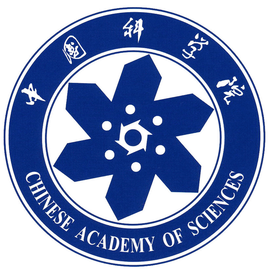 中国科学院
CHINESE ACADEMY OF SCIENCES